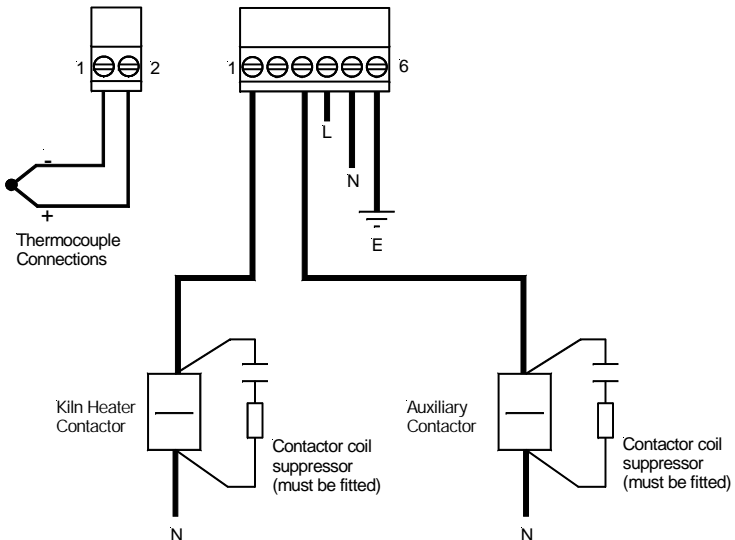 1
2
1
6
L
N
E
-
+
Thermocouple
Connections
Kiln Heater
Contactor
Contactor coil
suppressor
(must be fitted)
N
Auxiliary
Contactor
Contactor coil
suppressor
(must be fitted)
N